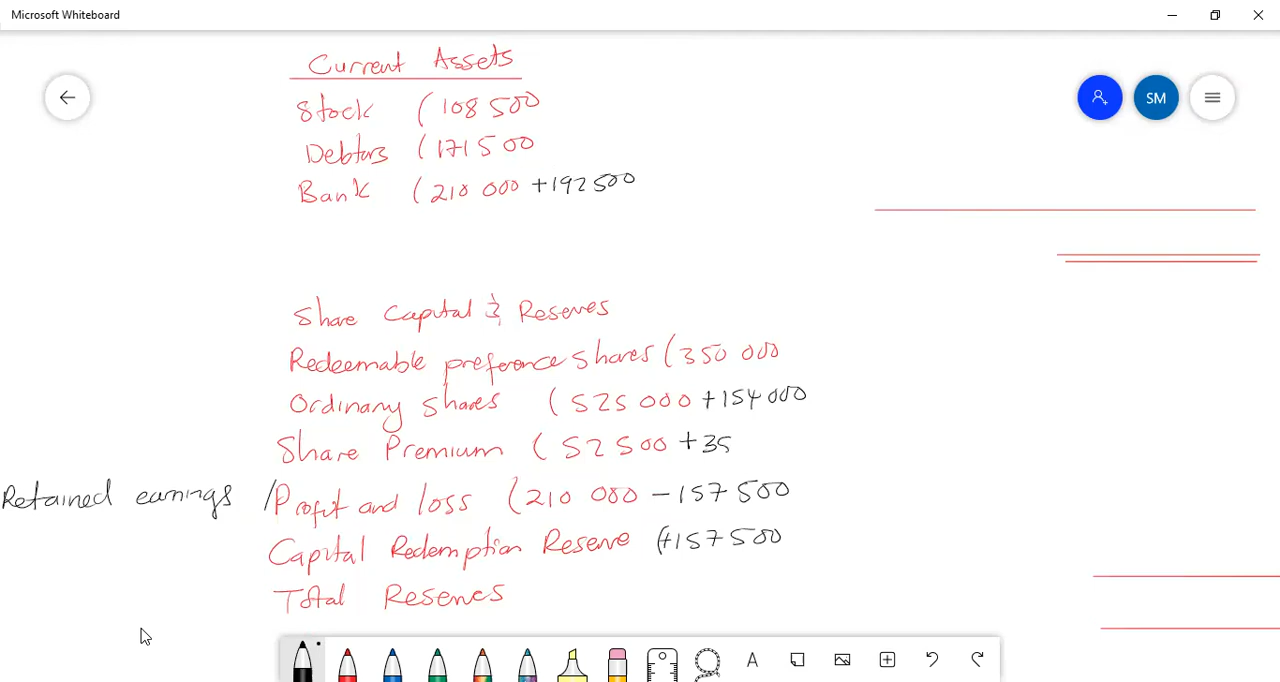 Microsoft Whiteboard
SM
Current Assets
Stock (108 500
Debtors (171 500
Bank (210 000 +192 500
Share Capital & Reserves
Redeemable preference shares (350 000
Ordinary shares (525 000 +154 000
Share Premium (52 500 +35
Retained earnings /Profit and loss (210 000 -157 500
Capital Redemption Reserve (+157 500
Total Reserves
A